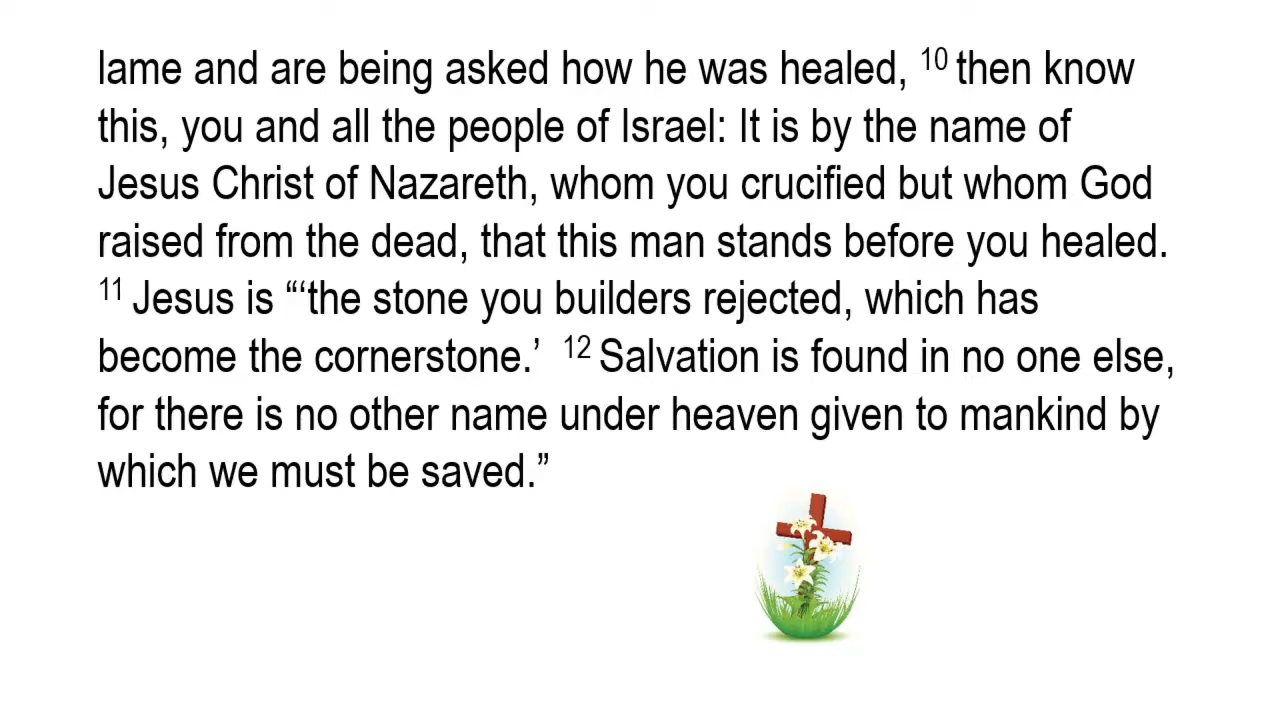 lame and are being asked how he was healed, 10 then know
this, you and all the people of Israel: It is by the name of
Jesus Christ of Nazareth, whom you crucified but whom God
raised from the dead, that this man stands before you healed.
11 Jesus is “‘the stone you builders rejected, which has
become the cornerstone.’ 12 Salvation is found in no one else,
for there is no other name under heaven given to mankind by
which we must be saved.”